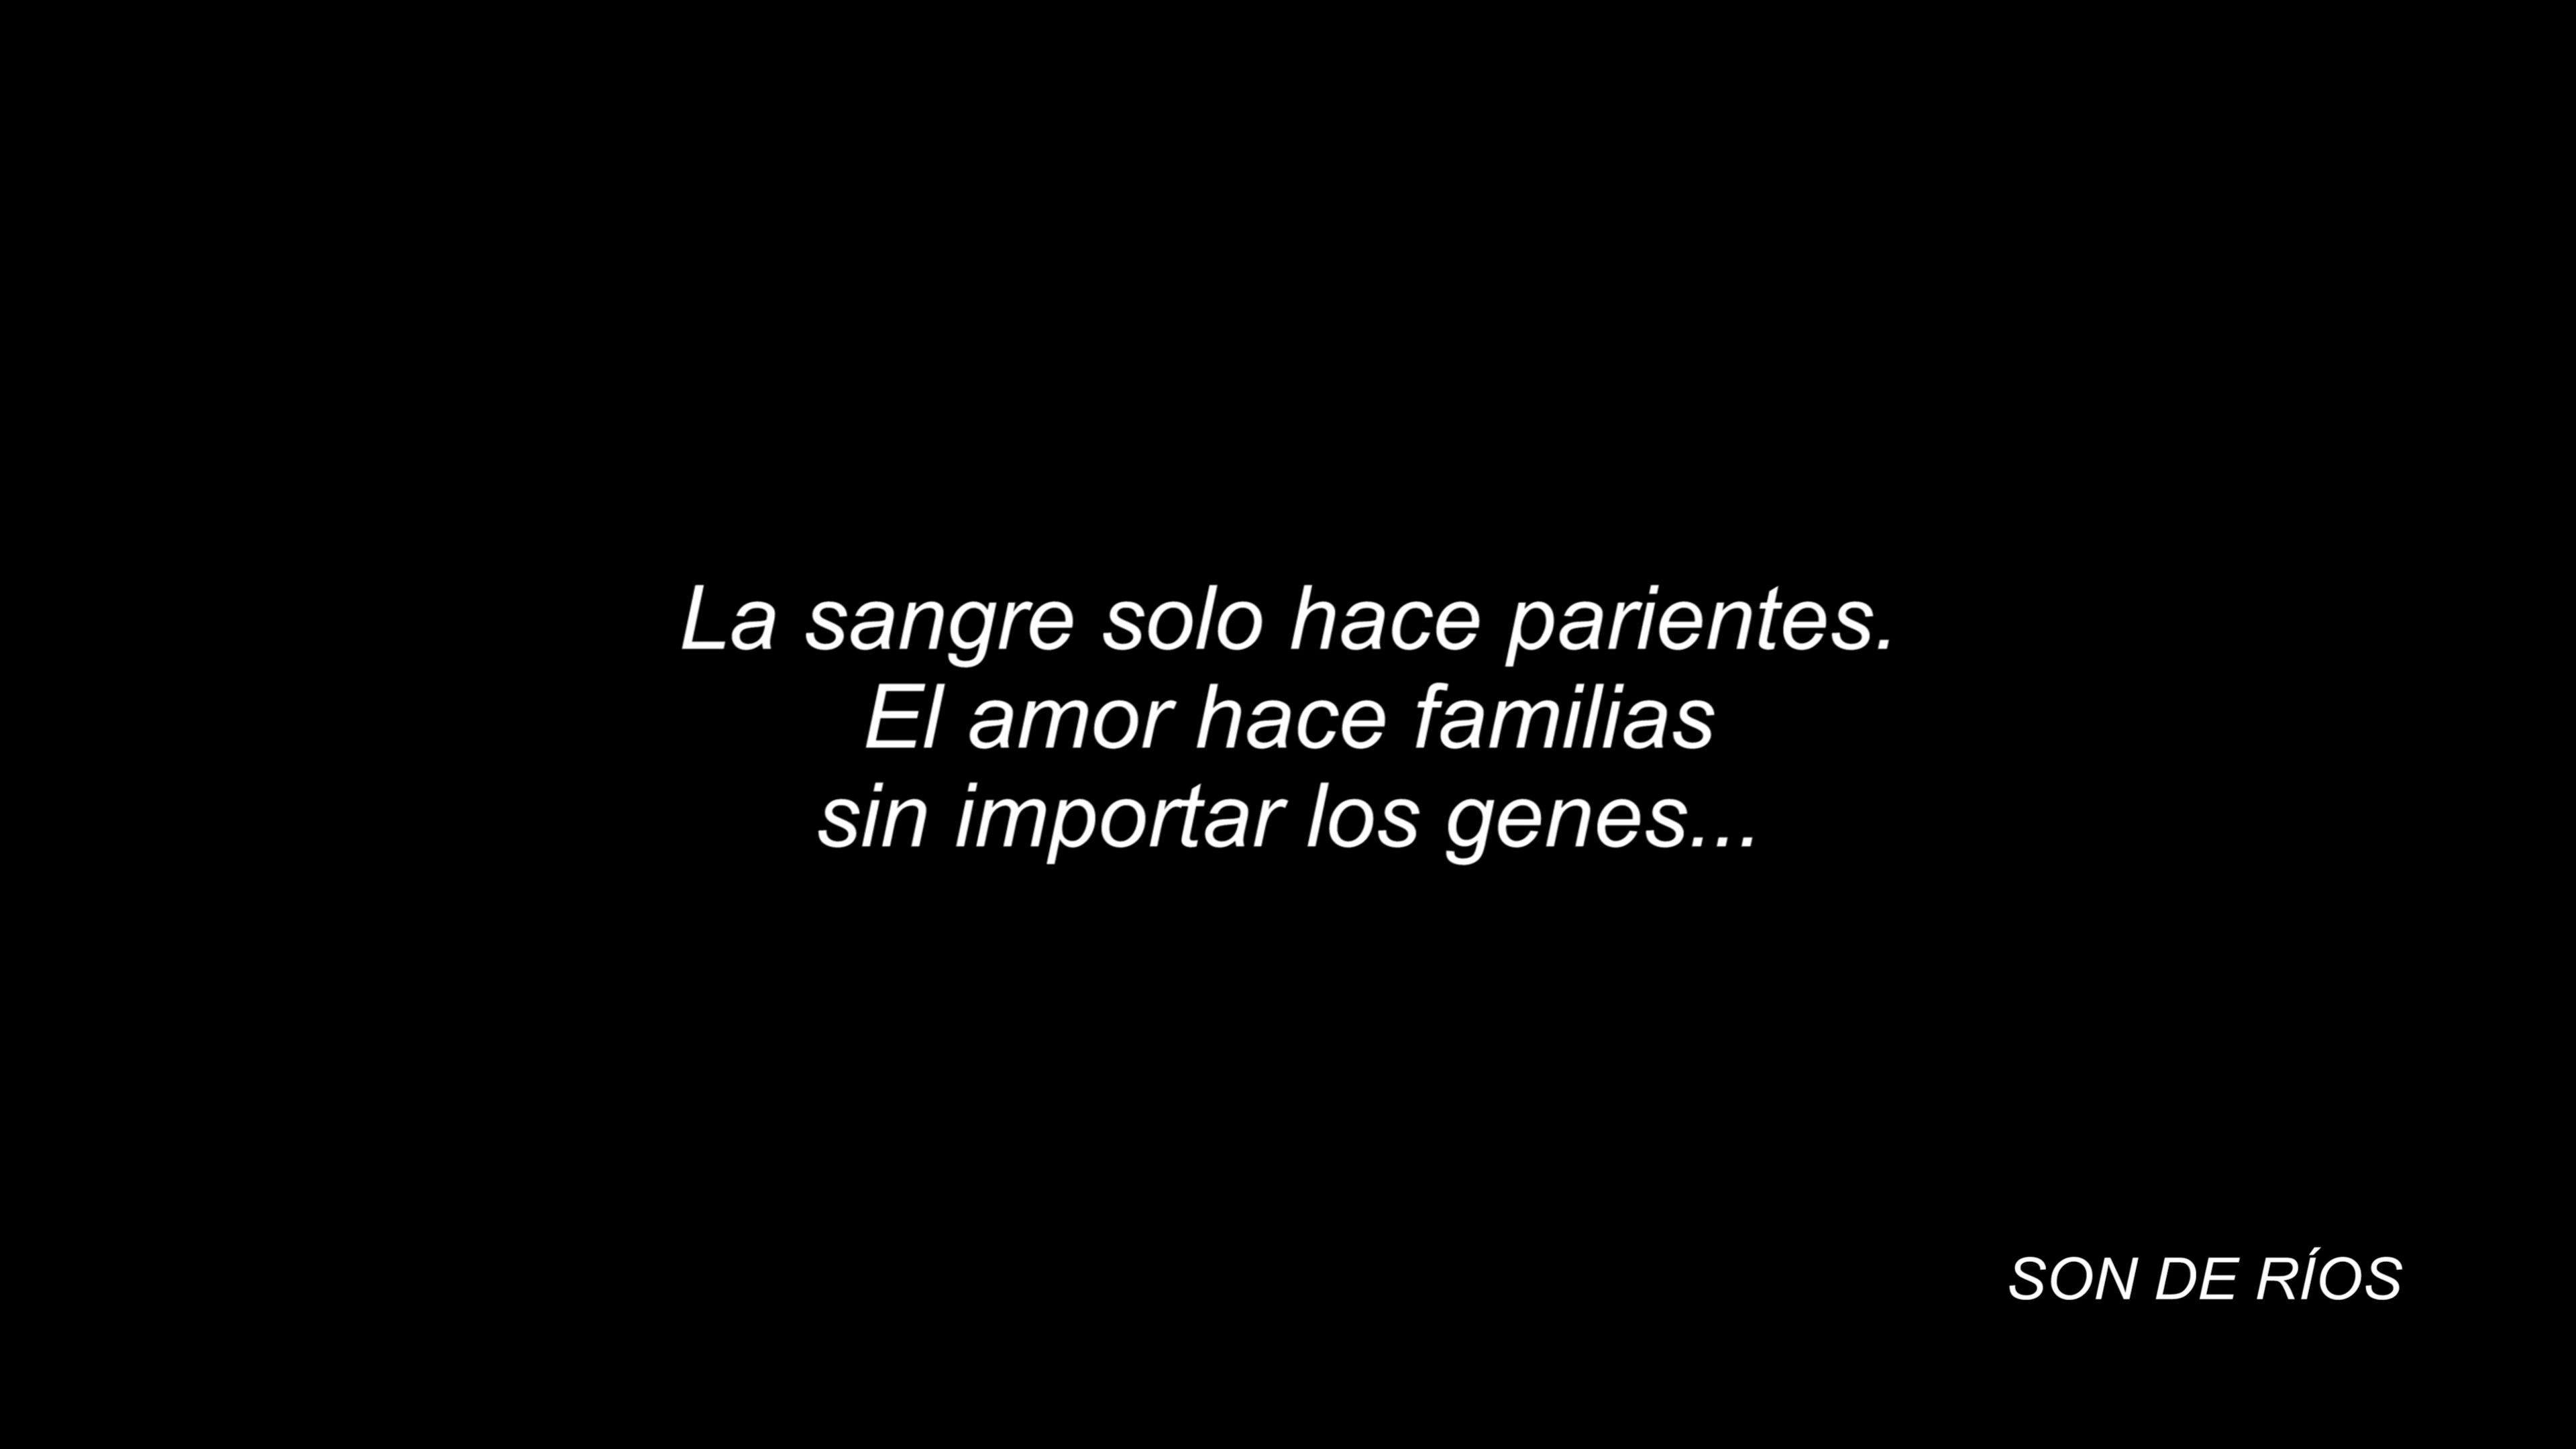 La sangre solo hace parientes.
El amor hace familias
sin importar los genes...
SON DE RÍOS